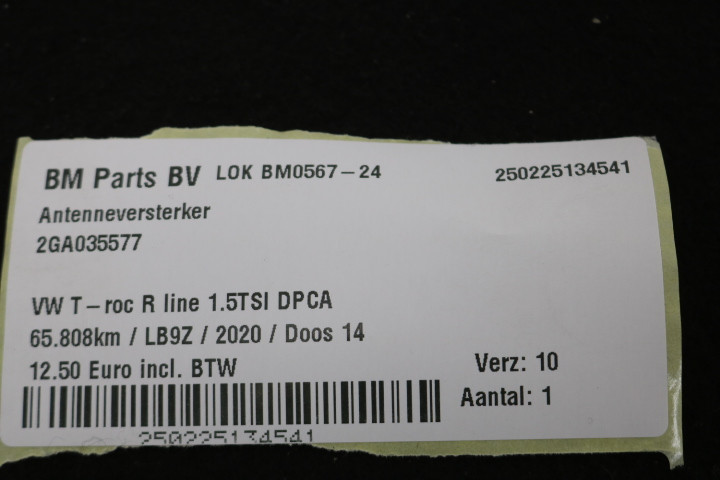 BM Parts BV LOK BM0567-24 250225134541
Antenneversterker
2GA035577
VW T-roc R line 1.5TSI DPCA
65.808km / LB9Z / 2020 / Doos 14
12.50 Euro incl. BTW Verz: 10
Aantal: 1
250225134541